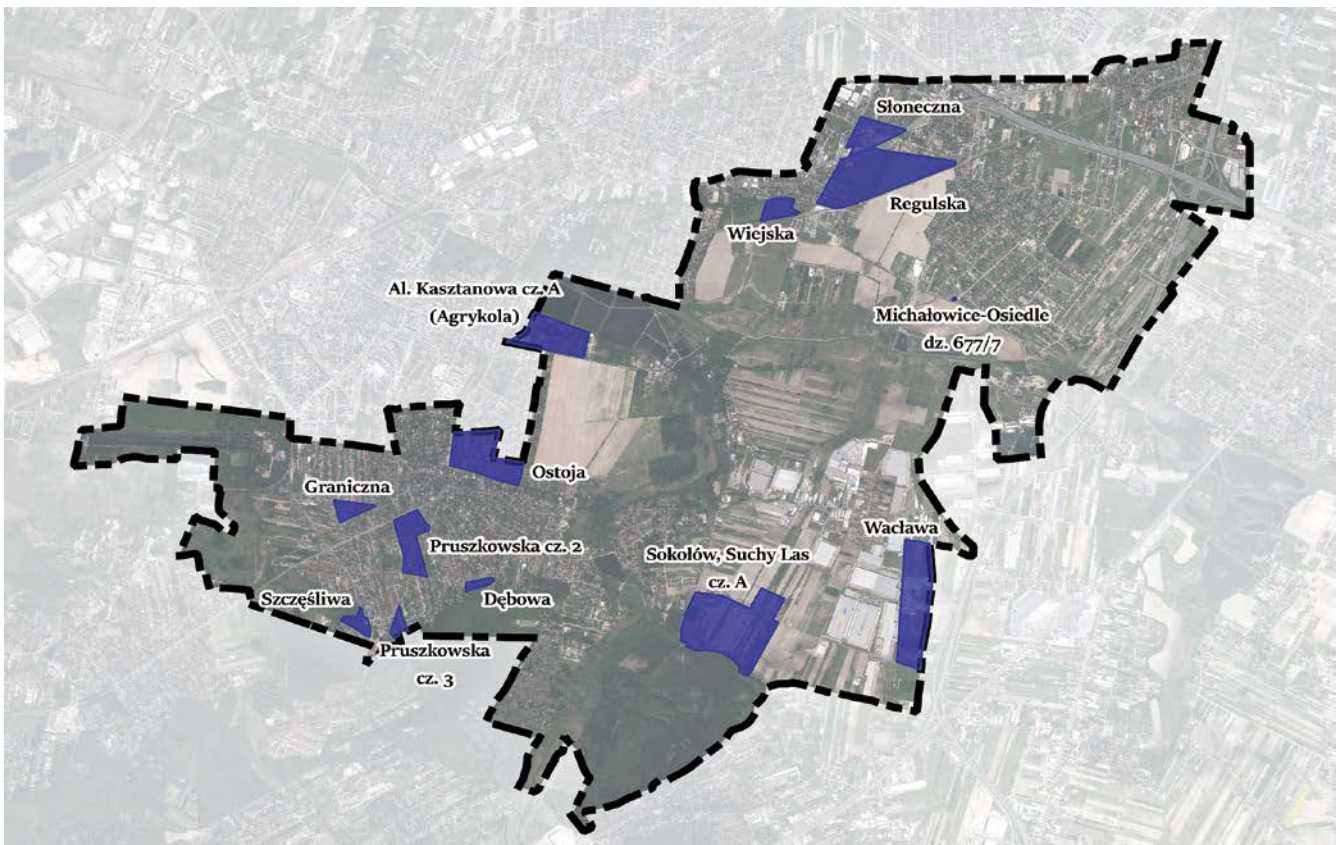 Słoneczna
Regulska
Wiejska
Al. Kasztanowa cz. A
(Agrykola)
Michałowice-Osiedle
dz. 677/7
Ostoja
Graniczna
Wacława
Pruszkowska cz. 2
Sokołów, Suchy Las
cz. A
Szczęśliwa
Dębowa
Pruszkowska
cz. 3